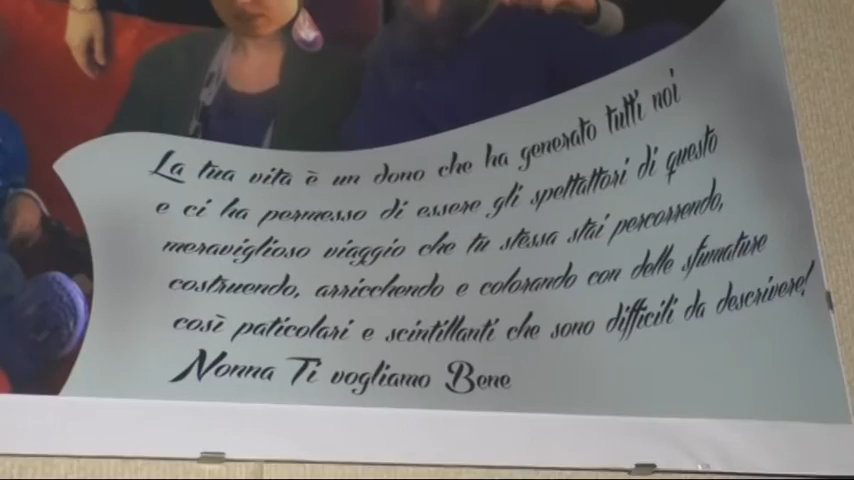 La tua vita è un dono che ha generato tutti noi
e ci ha permesso di essere gli spettattori di questo
meraviglioso viaggio che tu stessa stai percorrendo,
costruendo, arricchendo e colorando con delle sfumature
così paticolari e scintillanti che sono difficili da descrivere!
Nonna Ti vogliamo Bene